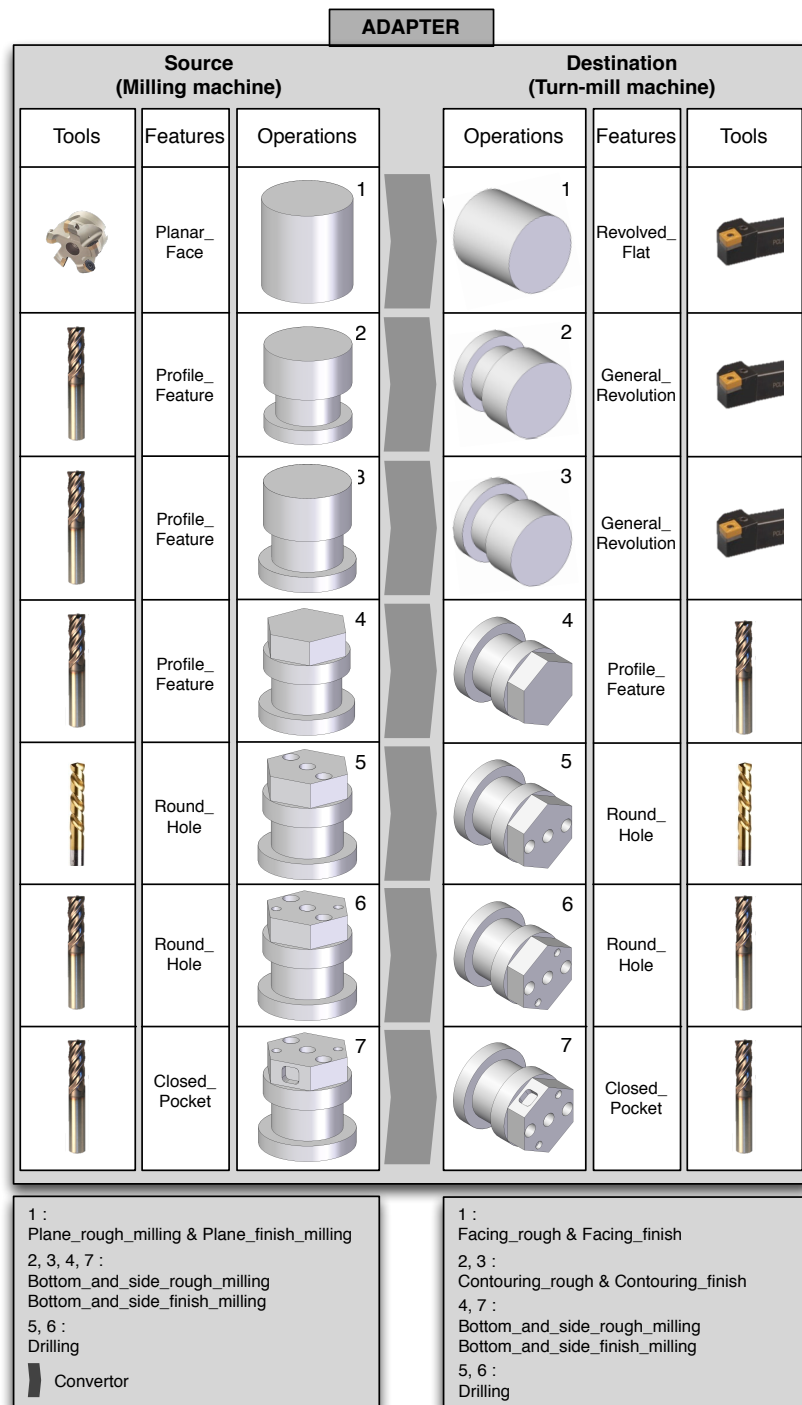 ADAPTER
Source
(Milling machine)
Destination
(Turn-mill machine)
Tools
Features
Operations
Operations
Features
Tools
Planar_
Face
1
1
Revolved_
Flat
Profile_
Feature
2
2
General_
Revolution
Profile_
Feature
3
3
General_
Revolution
Profile_
Feature
4
4
Profile_
Feature
Round_
Hole
5
5
Round_
Hole
Round_
Hole
6
6
Round_
Hole
Closed_
Pocket
7
7
Closed_
Pocket
1 :
Plane_rough_milling & Plane_finish_milling
2, 3, 4, 7 :
Bottom_and_side_rough_milling
Bottom_and_side_finish_milling
5, 6 :
Drilling
Convertor
1 :
Facing_rough & Facing_finish
2, 3 :
Contouring_rough & Contouring_finish
4, 7 :
Bottom_and_side_rough_milling
Bottom_and_side_finish_milling
5, 6 :
Drilling